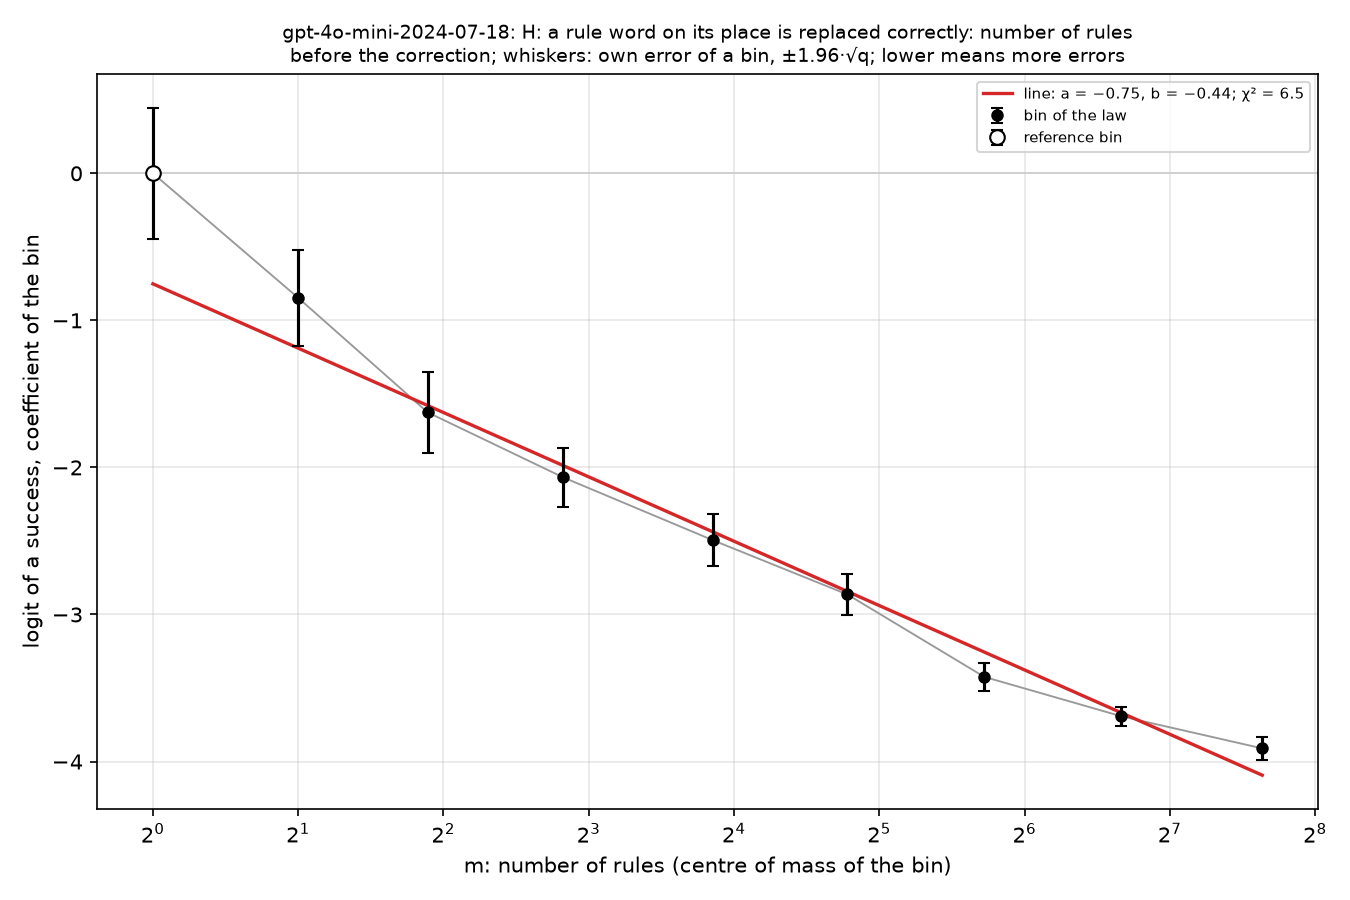 gpt-4o-mini-2024-07-18: H: a rule word on its place is replaced correctly: number of rules
before the correction; whiskers: own error of a bin, ±1.96·√q; lower means more errors
line: a = −0.75, b = −0.44; χ² = 6.5
bin of the law
reference bin
logit of a success, coefficient of the bin
0
−1
−2
−3
−4
2⁰ 2¹ 2² 2³ 2⁴ 2⁵ 2⁶ 2⁷ 2⁸
m: number of rules (centre of mass of the bin)